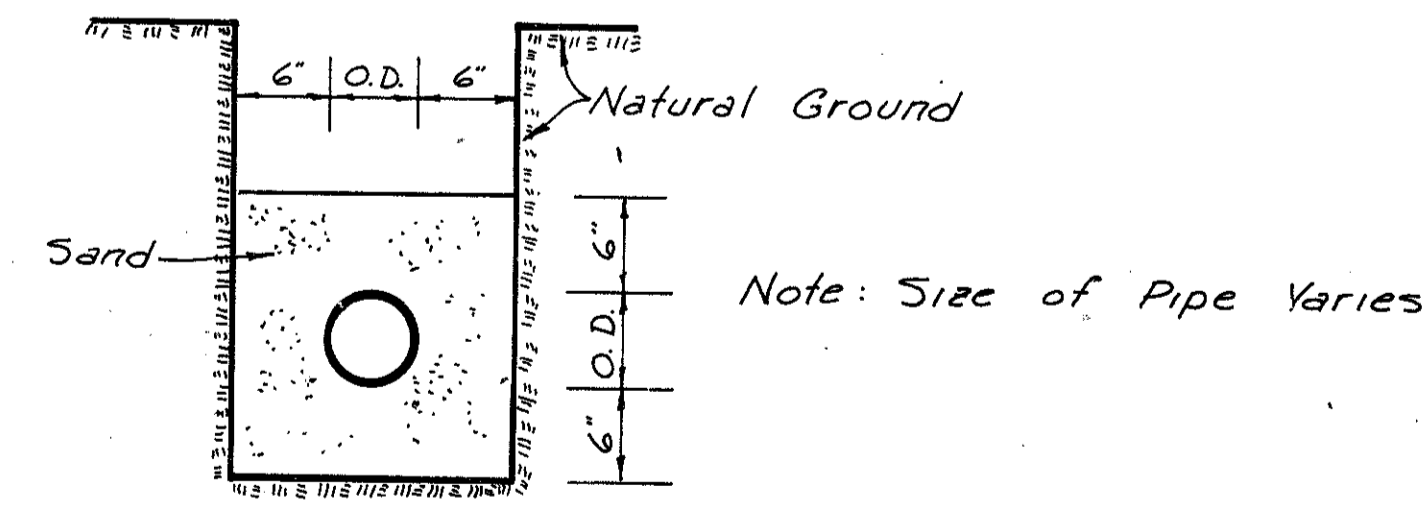 6" O.D. 6"
Natural Ground
Sand
6"
O.D.
6"
Note: Size of Pipe Varies